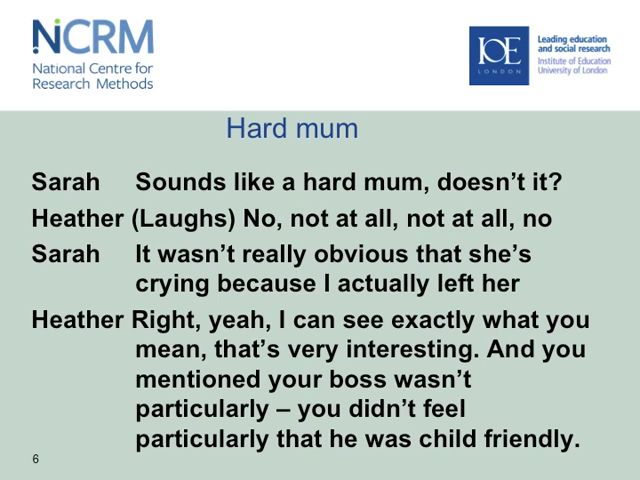 NCRM
National Centre for
Research Methods
IOE
LONDON
Leading education
and social research
Institute of Education
University of London
Hard mum
Sarah Sounds like a hard mum, doesn’t it?
Heather (Laughs) No, not at all, not at all, no
Sarah It wasn’t really obvious that she’s
crying because I actually left her
Heather Right, yeah, I can see exactly what you
mean, that’s very interesting. And you
mentioned your boss wasn’t
particularly – you didn’t feel
particularly that he was child friendly.
6